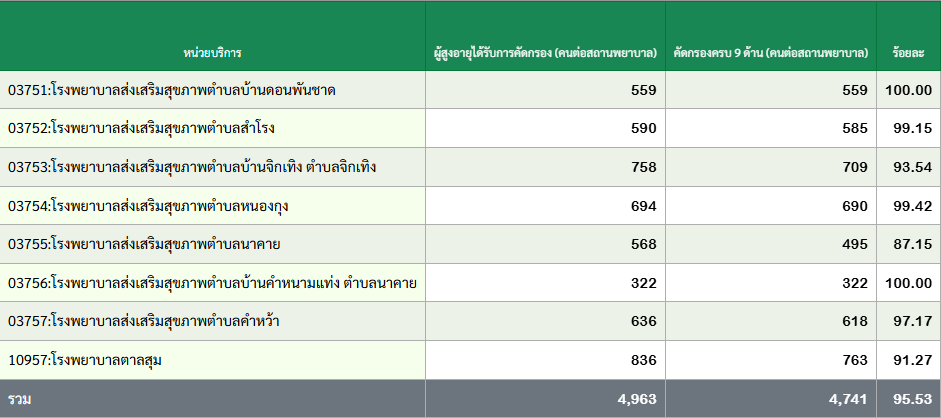 หน่วยบริการ ผู้สูงอายุได้รับการคัดกรอง (คนต่อสถานพยาบาล) คัดกรองครบ 9 ด้าน (คนต่อสถานพยาบาล) ร้อยละ
03751:โรงพยาบาลส่งเสริมสุขภาพตำบลบ้านดอนพันชาด 559 559 100.00
03752:โรงพยาบาลส่งเสริมสุขภาพตำบลสำโรง 590 585 99.15
03753:โรงพยาบาลส่งเสริมสุขภาพตำบลบ้านจิกเทิง ตำบลจิกเทิง 758 709 93.54
03754:โรงพยาบาลส่งเสริมสุขภาพตำบลหนองกุง 694 690 99.42
03755:โรงพยาบาลส่งเสริมสุขภาพตำบลนาคาย 568 495 87.15
03756:โรงพยาบาลส่งเสริมสุขภาพตำบลบ้านคำหนามแท่ง ตำบลนาคาย 322 322 100.00
03757:โรงพยาบาลส่งเสริมสุขภาพตำบลคำหว้า 636 618 97.17
10957:โรงพยาบาลตาลสุม 836 763 91.27
รวม 4,963 4,741 95.53